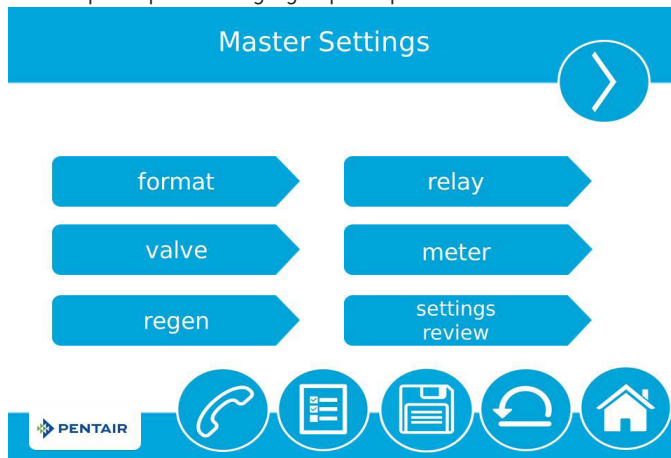 Master Settings
format
relay
valve
meter
regen
settings
review
PENTAIR